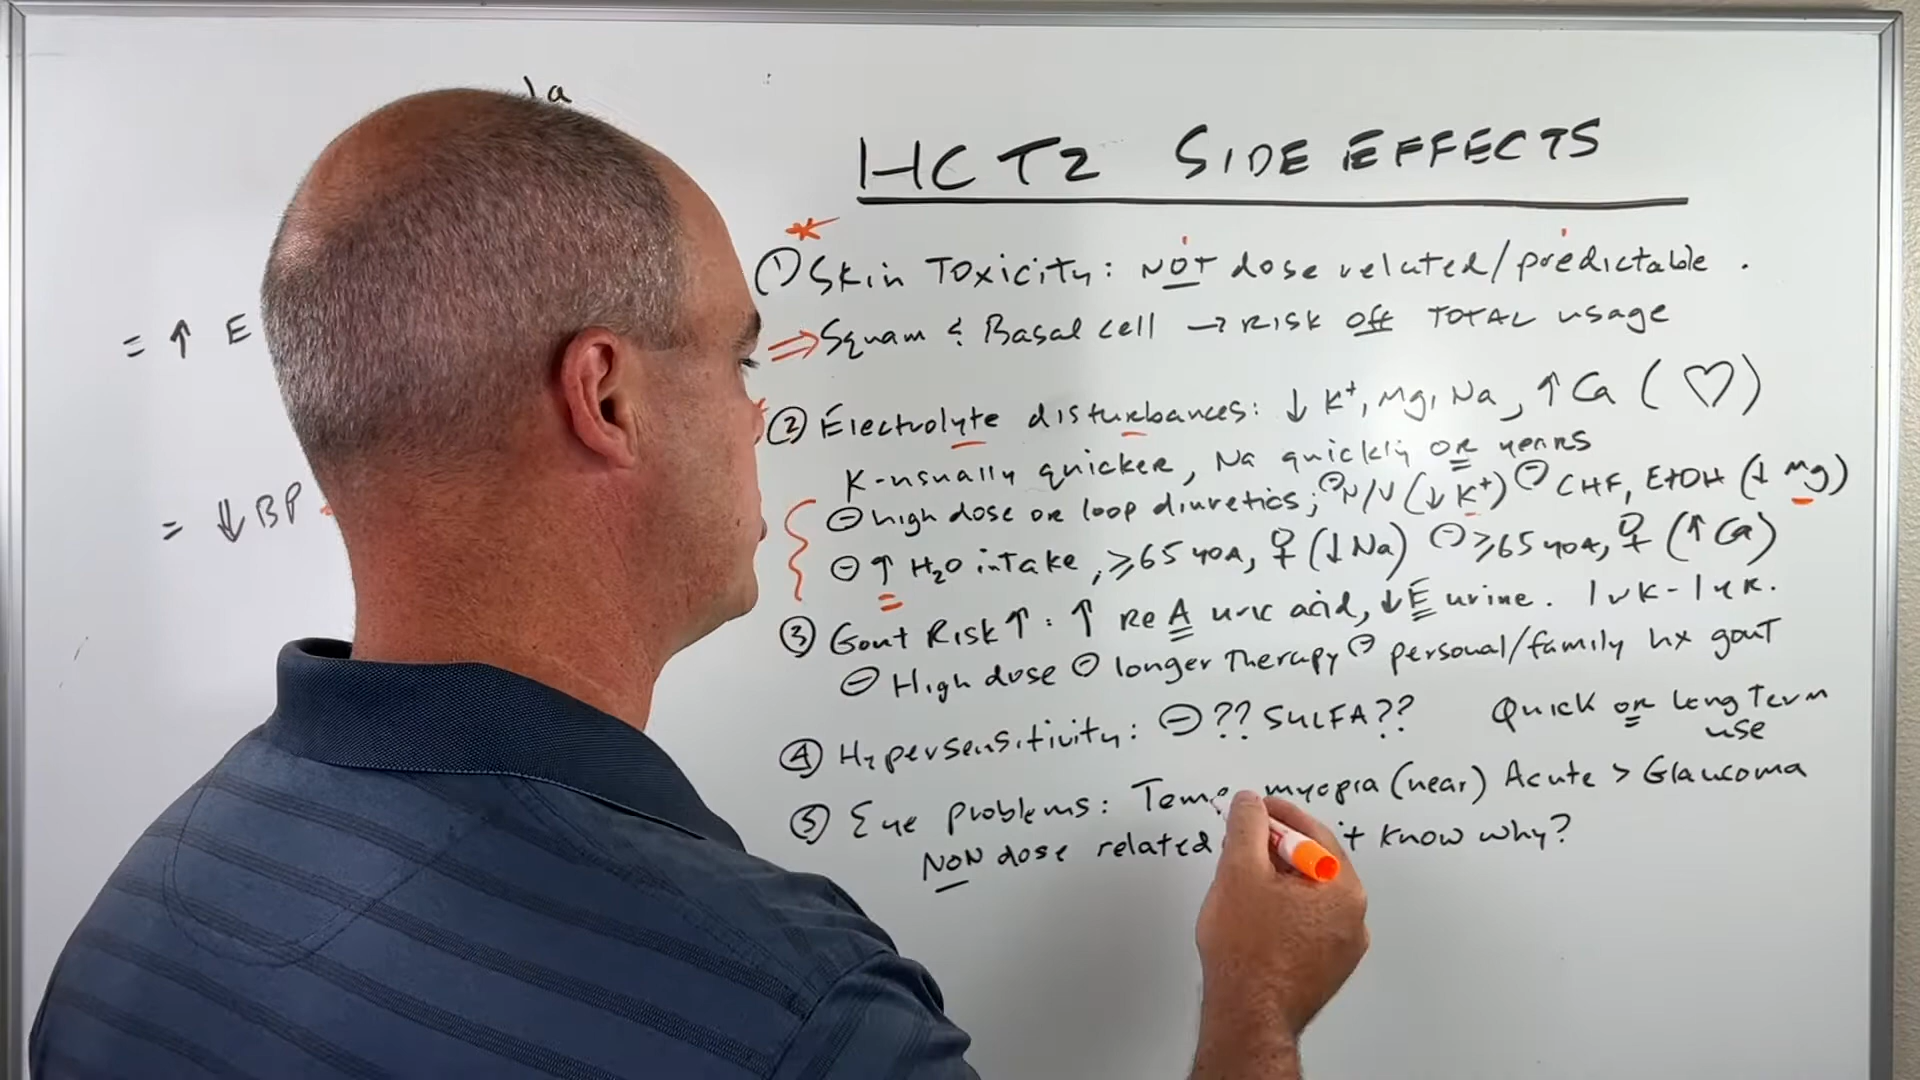 a
= ↑ E
= ↓ BP
HCTZ SIDE EFFECTS
① Skin Toxicity: NOT dose related/predictable.
⇒ Squam & Basal cell → RISK off TOTAL usage
② Electrolyte disturbances: ↓ K⁺, Mg, Na, ↑ Ca (♡)
K-usually quicker, Na quickly OR years
⊖ high dose or loop diuretics; ⊖ N/V (↓ K⁺) ⊖ CHF, EtOH (↓ Mg)
⊖ ↑ H₂O intake, ≥65 yoa, ♀ (↓ Na) ⊖ ≥65 yoa, ♀ (↑ Ca)
③ Gout Risk ↑: ↑ ReA uric acid, ↓ E urine. 1wk-1yr.
⊖ High dose ⊖ longer therapy ⊖ personal/family hx gout
④ Hypersensitivity: ⊖ ?? SULFA?? Quick or long Term use
⑤ Eye problems: myopia (near) Acute > Glaucoma
NON dose related know why?